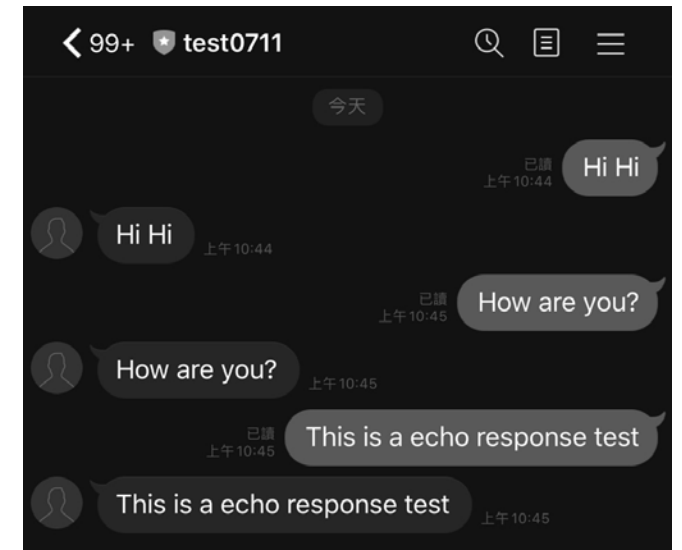 99+ test0711
今天
已讀
上午10:44
Hi Hi
Hi Hi
上午10:44
已讀
上午10:45
How are you?
How are you?
上午10:45
已讀
上午10:45
This is a echo response test
This is a echo response test
上午10:45